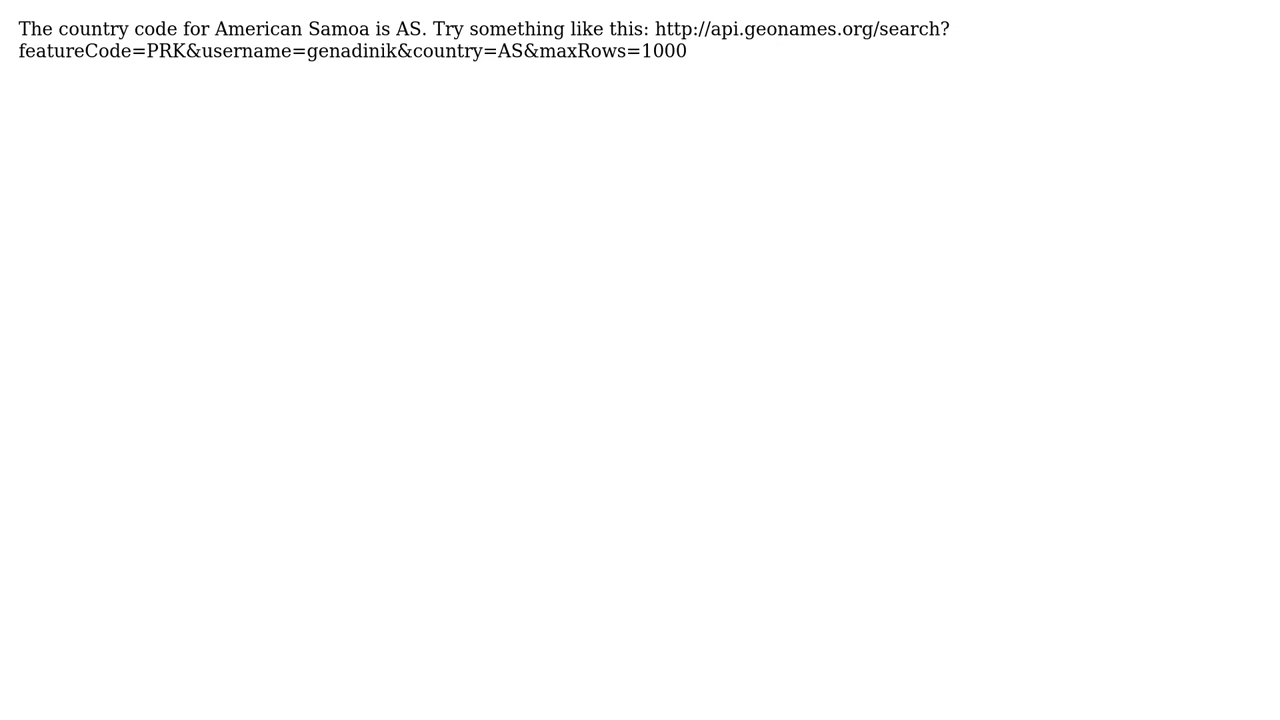 The country code for American Samoa is AS. Try something like this: http://api.geonames.org/search?
featureCode=PRK&username=genadinik&country=AS&maxRows=1000